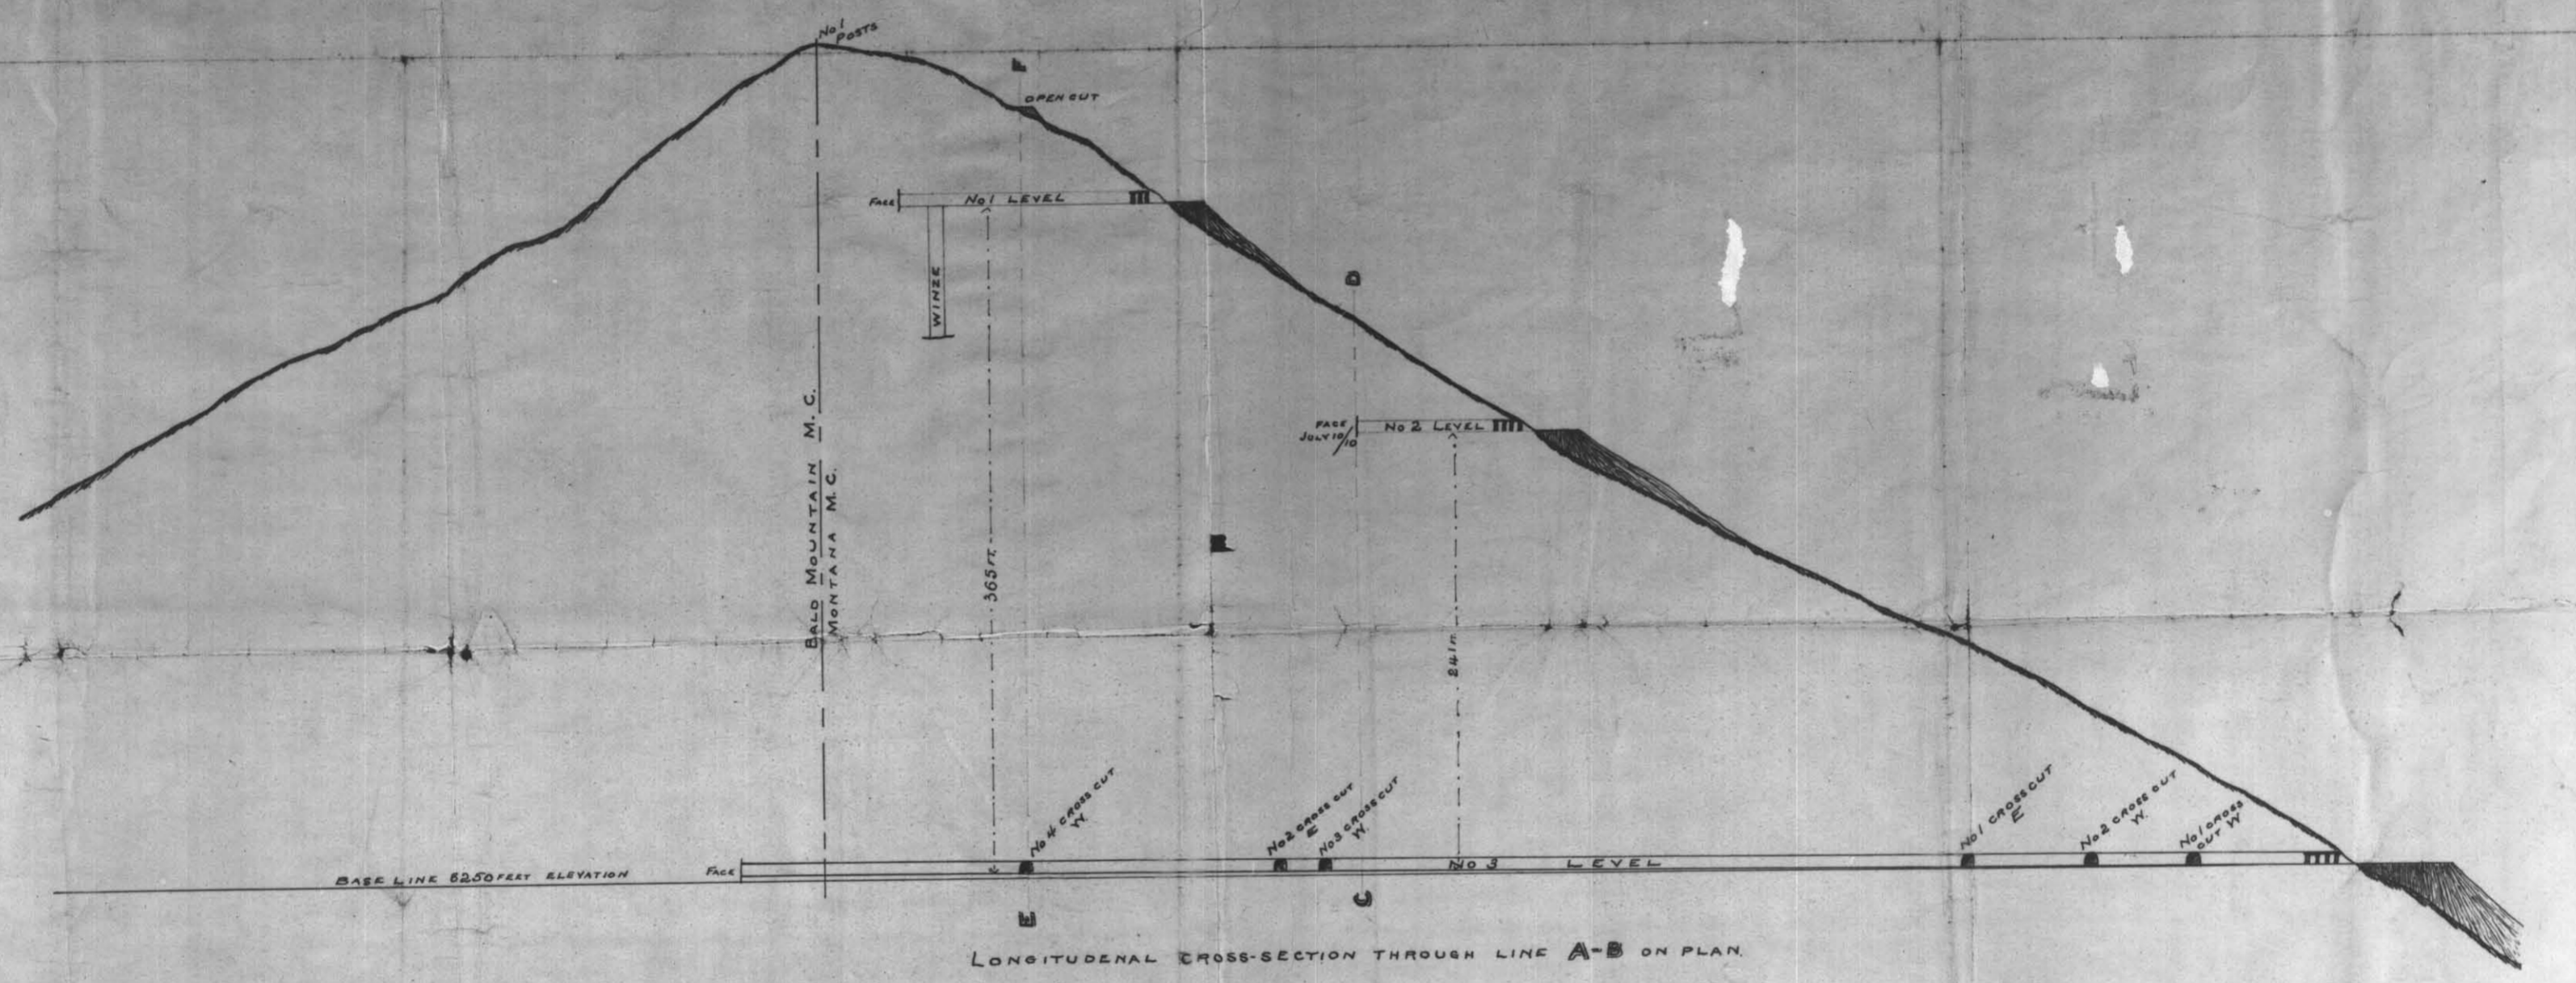 No 1
POSTS
F
OPEN CUT
FACE
No 1 LEVEL
WINZE
D
FACE
JULY 10/10
No 2 LEVEL
BALD MOUNTAIN M.C.
MONTANA M.C.
365 FT.
No 4 CROSS CUT
W.
No 2 CROSS CUT
E
No 3 CROSS CUT
W.
No 1 CROSS CUT
E
No 2 CROSS CUT
W.
No 1 CROSS
CUT W
BASE LINE 6250 FEET ELEVATION
FACE
No 3 LEVEL
E
C
LONGITUDENAL CROSS-SECTION THROUGH LINE A-B ON PLAN.